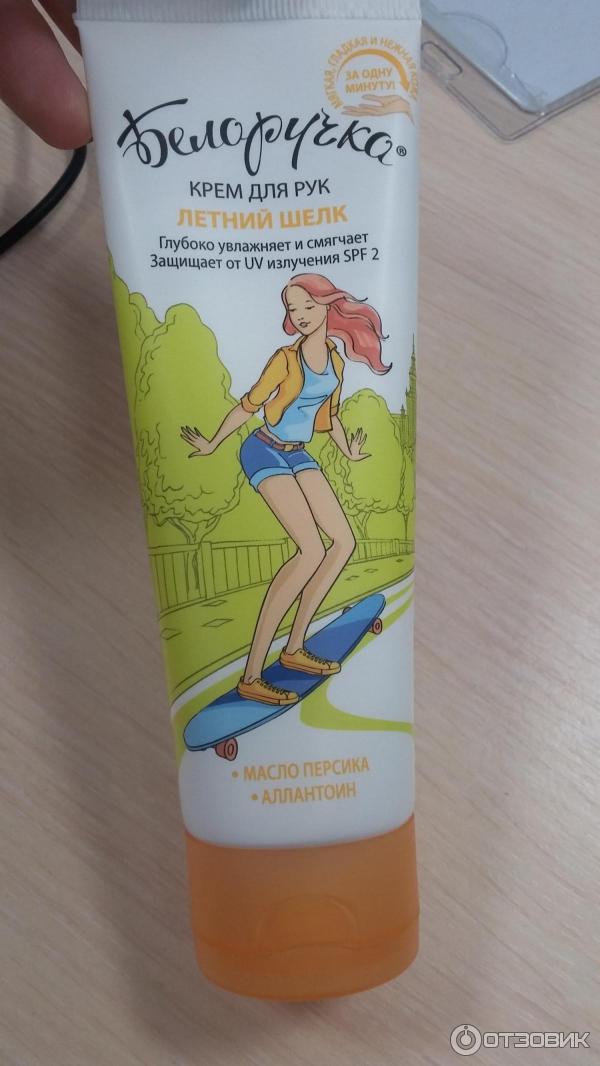 МЯГКАЯ, ГЛАДКАЯ И НЕЖНАЯ КОЖА
ЗА ОДНУ
МИНУТУ!
Белоручка®
КРЕМ ДЛЯ РУК
ЛЕТНИЙ ШЕЛК
Глубоко увлажняет и смягчает
Защищает от UV излучения SPF 2
• МАСЛО ПЕРСИКА
• АЛЛАНТОИН
ОТЗОВИК